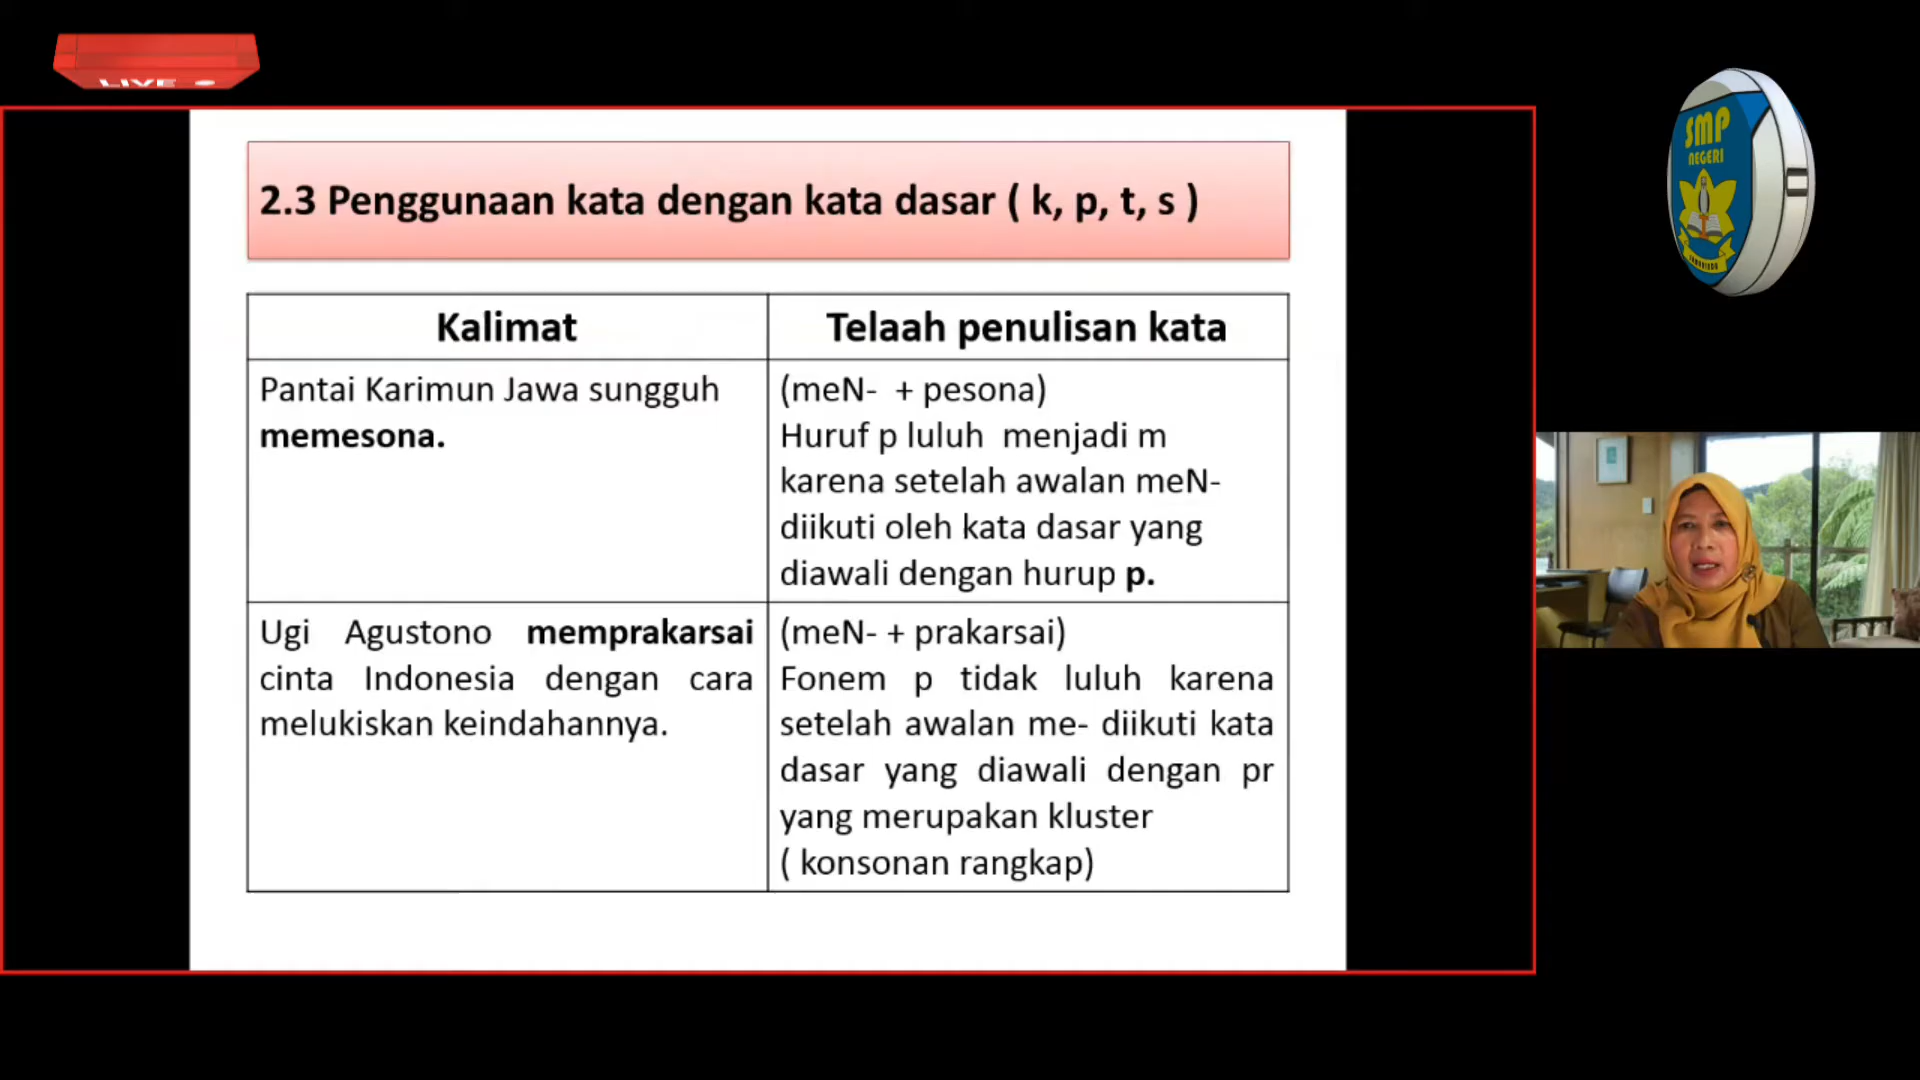 LIVE
SMP
NEGERI
2.3 Penggunaan kata dengan kata dasar ( k, p, t, s )
Kalimat
Telaah penulisan kata
Pantai Karimun Jawa sungguh
memesona.
(meN- + pesona)
Huruf p luluh menjadi m
karena setelah awalan meN-
diikuti oleh kata dasar yang
diawali dengan hurup p.
Ugi Agustono memprakarsai
cinta Indonesia dengan cara
melukiskan keindahannya.
(meN- + prakarsai)
Fonem p tidak luluh karena
setelah awalan me- diikuti kata
dasar yang diawali dengan pr
yang merupakan kluster
( konsonan rangkap)